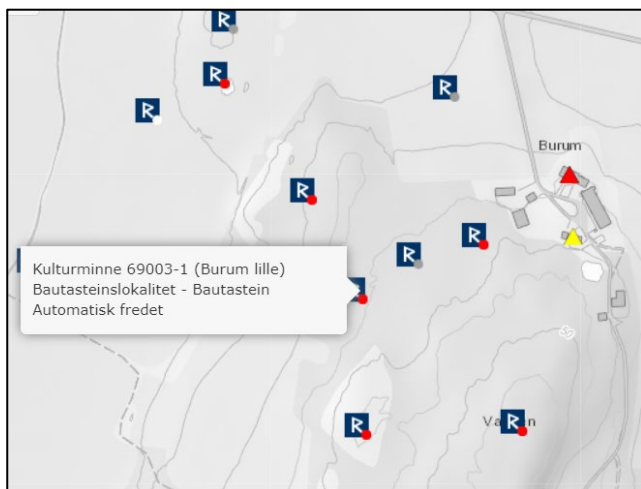 Burum
Kulturminne 69003-1 (Burum lille)
Bautasteinslokalitet - Bautastein
Automatisk fredet